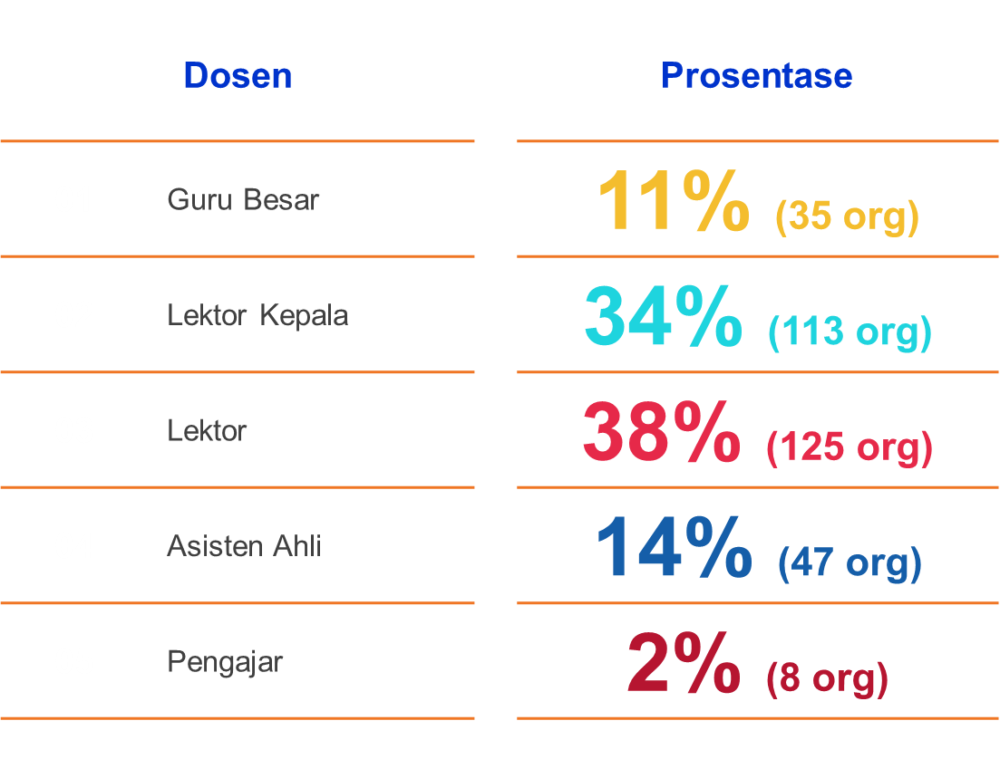 Dosen Prosentase
Guru Besar 11% (35 org)
Lektor Kepala 34% (113 org)
Lektor 38% (125 org)
Asisten Ahli 14% (47 org)
Pengajar 2% (8 org)